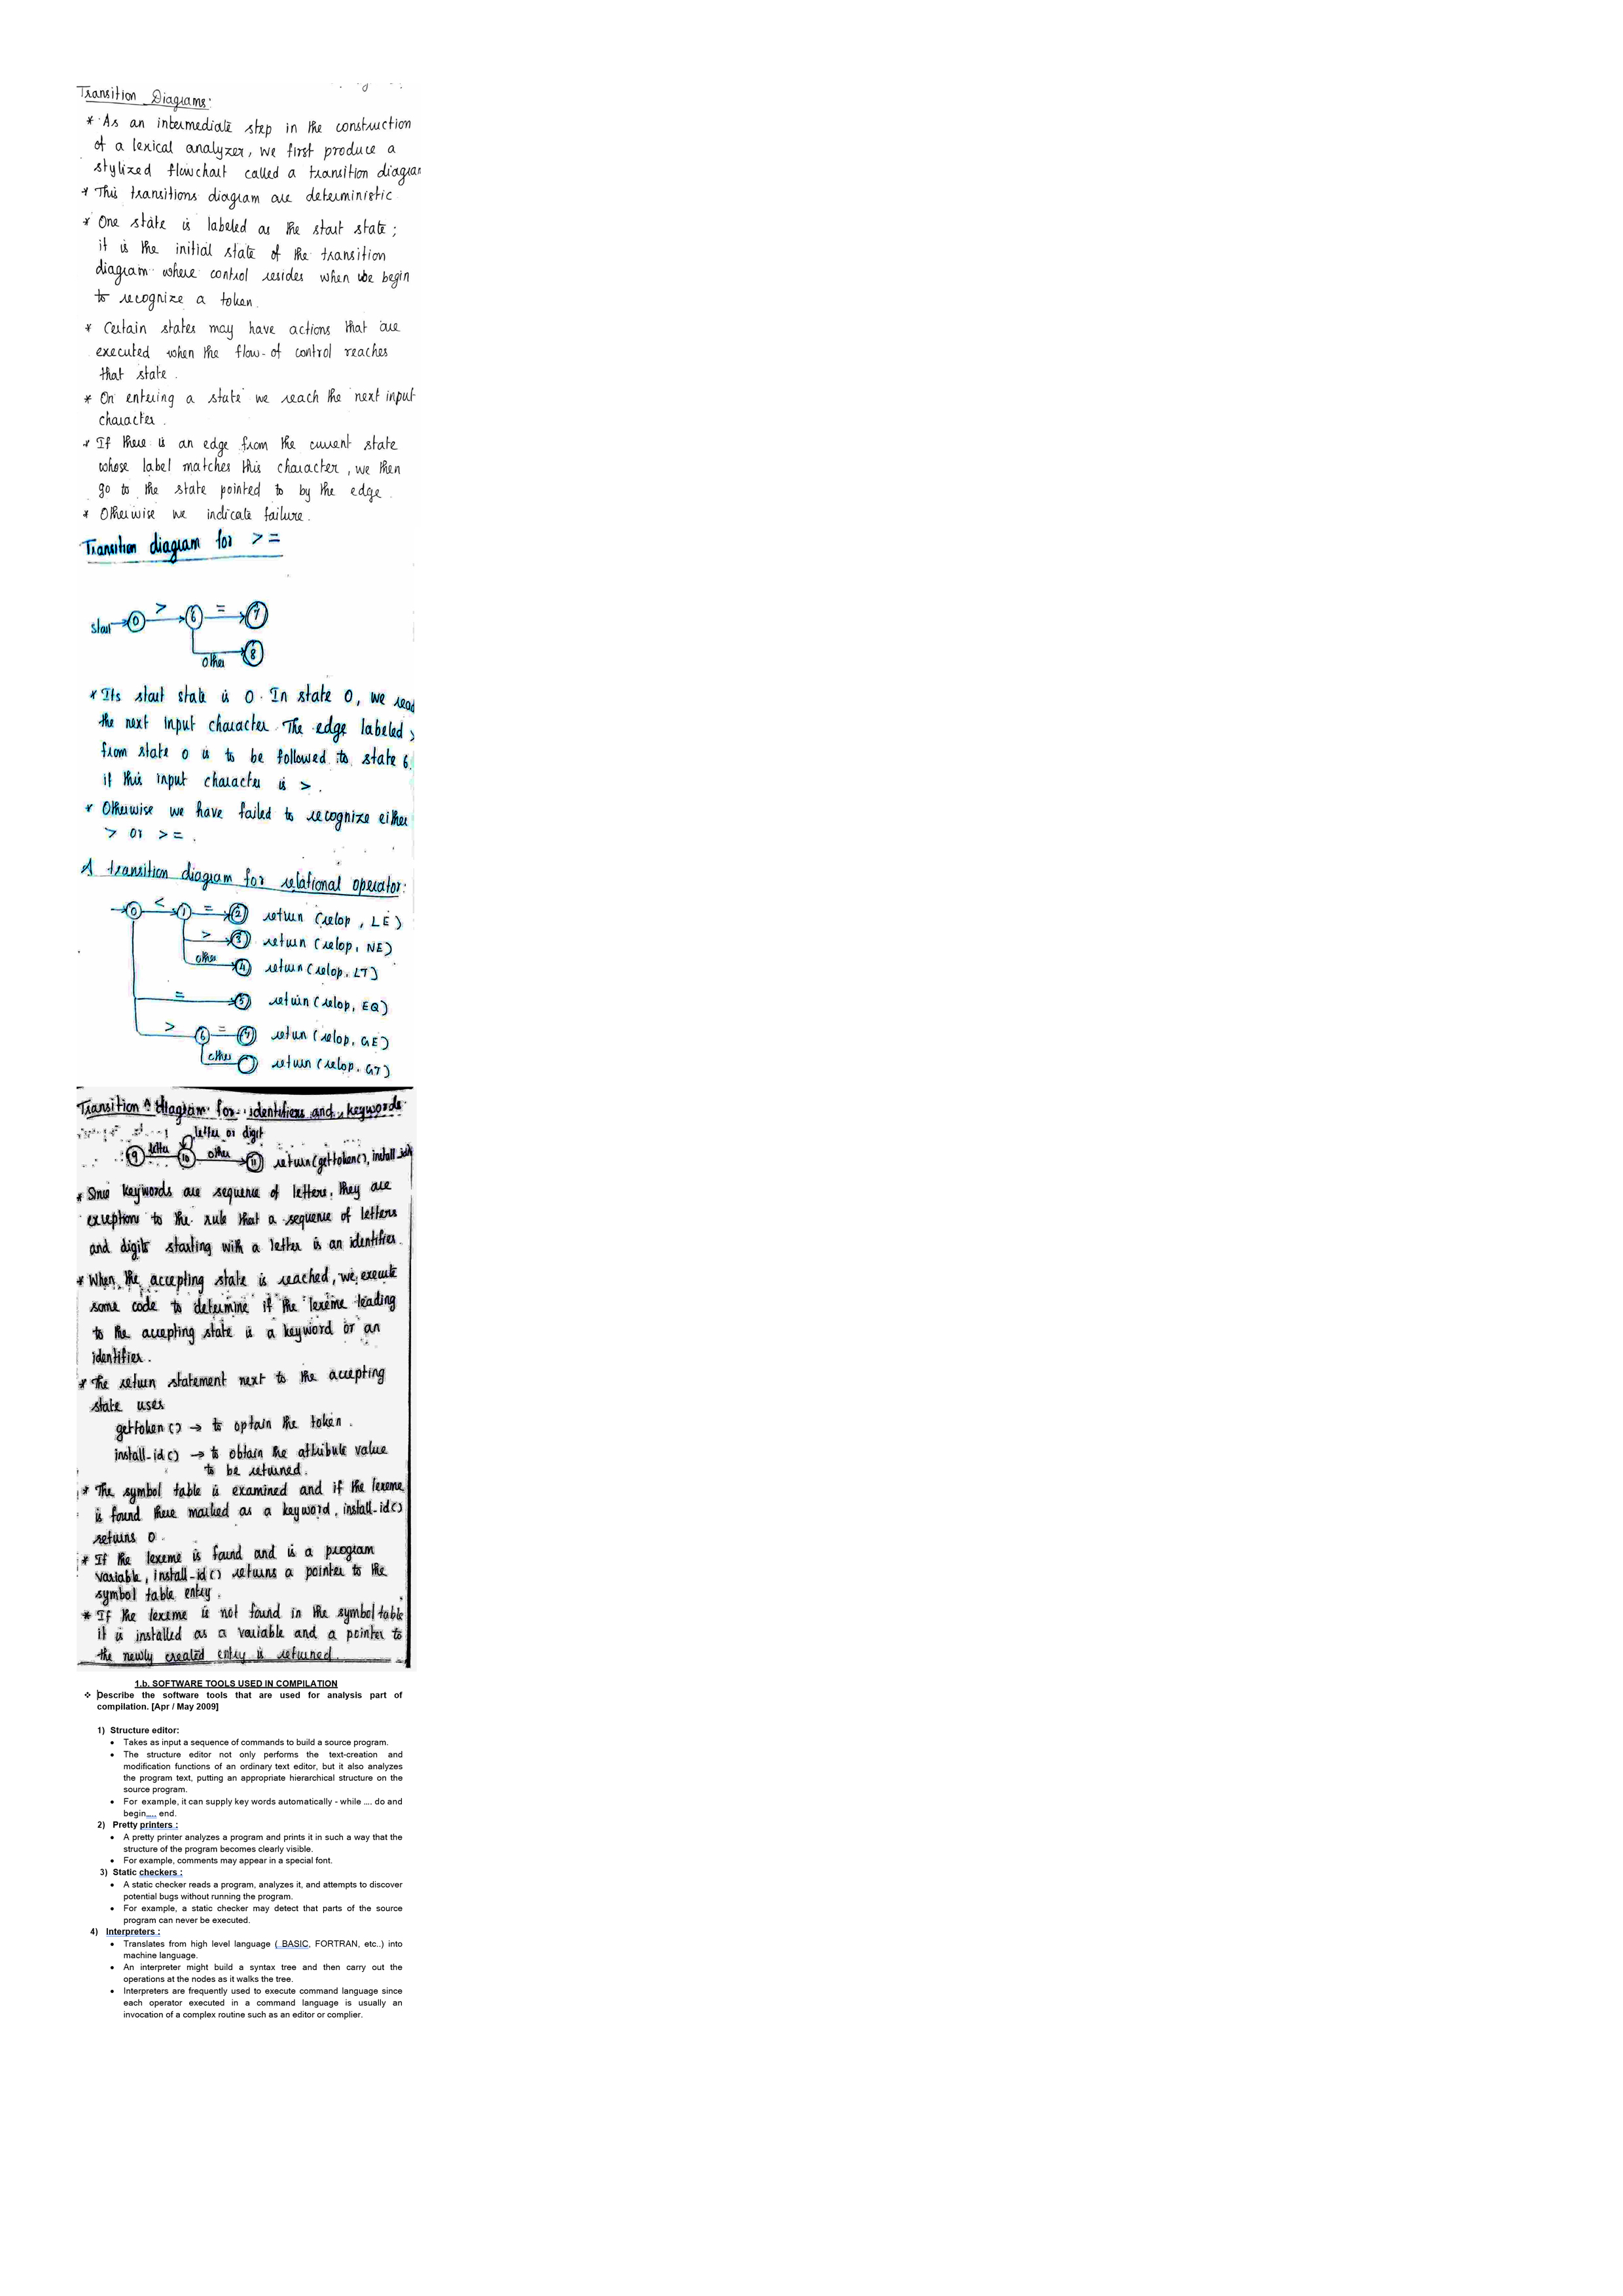 Transition Diagrams:
* As an intermediate step in the construction
of a lexical analyzer, we first produce a
stylized flowchart called a transition diagram
* This transitions diagram are deterministic
* One state is labeled as the start state;
it is the initial state of the transition
diagram where control resides when we begin
to recognize a token.
* Certain states may have actions that are
executed when the flow-of control reaches
that state.
* On entering a state we reach the next input
character.
* If there is an edge from the current state
whose label matches this character, we then
go to the state pointed to by the edge.
* Otherwise we indicate failure.
Transition diagram for >=
start 0 > 6 = 7
other 8
* Its start state is 0. In state 0, we read
the next input character. The edge labeled >
from state 0 is to be followed to state 6.
if this input character is >.
* Otherwise we have failed to recognize either
> or >=.
A transition diagram for relational operator:
0 < 1 = 2 return (relop, LE)
> 3 return (relop, NE)
other 4 return (relop, LT)
= 5 return (relop, EQ)
> 6 = 7 return (relop, GE)
other return (relop, GT)
Transition diagram for identifiers and keywords
letter or digit
9 letter 10 other 11 return(gettoken(), install_id
* Since keywords are sequence of letters, they are
exceptions to the rule that a sequence of letters
and digits starting with a letter is an identifier.
* When the accepting state is reached, we execute
some code to determine if the lexeme leading
to the accepting state is a keyword or an
identifier.
* The return statement next to the accepting
state uses
gettoken() → to optain the token.
install-id() → to obtain the attribute value
to be returned.
* The symbol table is examined and if the lexeme
is found there marked as a keyword, install-id()
returns 0.
* If the lexeme is found and is a program
variable, install-id() returns a pointer to the
symbol table entry.
* If the lexeme is not found in the symbol table
it is installed as a variable and a pointer to
the newly created entry is returned.
1.b. SOFTWARE TOOLS USED IN COMPILATION
❖ Describe the software tools that are used for analysis part of
compilation. [Apr / May 2009]
1) Structure editor:
• Takes as input a sequence of commands to build a source program.
• The structure editor not only performs the text-creation and
modification functions of an ordinary text editor, but it also analyzes
the program text, putting an appropriate hierarchical structure on the
source program.
• For example, it can supply key words automatically - while .... do and
begin..... end.
2) Pretty printers :
• A pretty printer analyzes a program and prints it in such a way that the
structure of the program becomes clearly visible.
• For example, comments may appear in a special font.
3) Static checkers :
• A static checker reads a program, analyzes it, and attempts to discover
potential bugs without running the program.
• For example, a static checker may detect that parts of the source
program can never be executed.
4) Interpreters :
• Translates from high level language ( BASIC, FORTRAN, etc..) into
machine language.
• An interpreter might build a syntax tree and then carry out the
operations at the nodes as it walks the tree.
• Interpreters are frequently used to execute command language since
each operator executed in a command language is usually an
invocation of a complex routine such as an editor or complier.